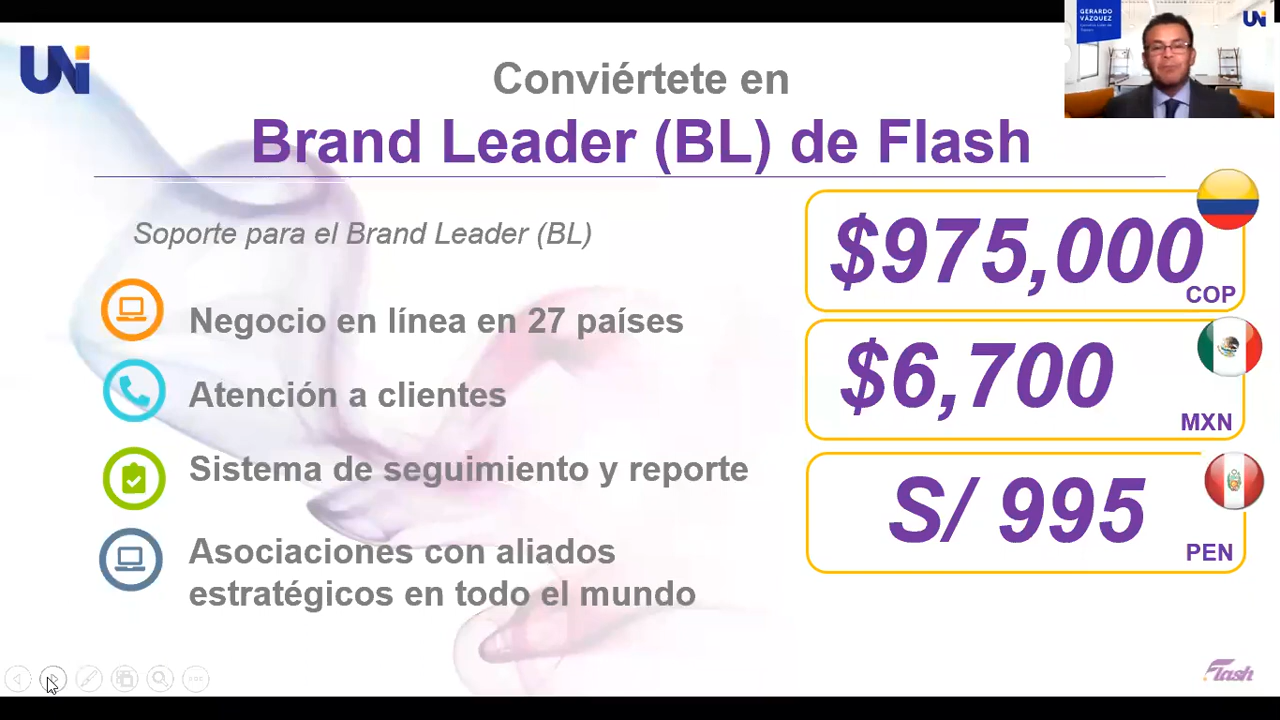 UNi
Conviértete en
Brand Leader (BL) de Flash
GERARDO
VÁZQUEZ
UNi
Soporte para el Brand Leader (BL)
Negocio en línea en 27 países
Atención a clientes
Sistema de seguimiento y reporte
Asociaciones con aliados
estratégicos en todo el mundo
$975,000
COP
$6,700
MXN
S/ 995
PEN
Flash